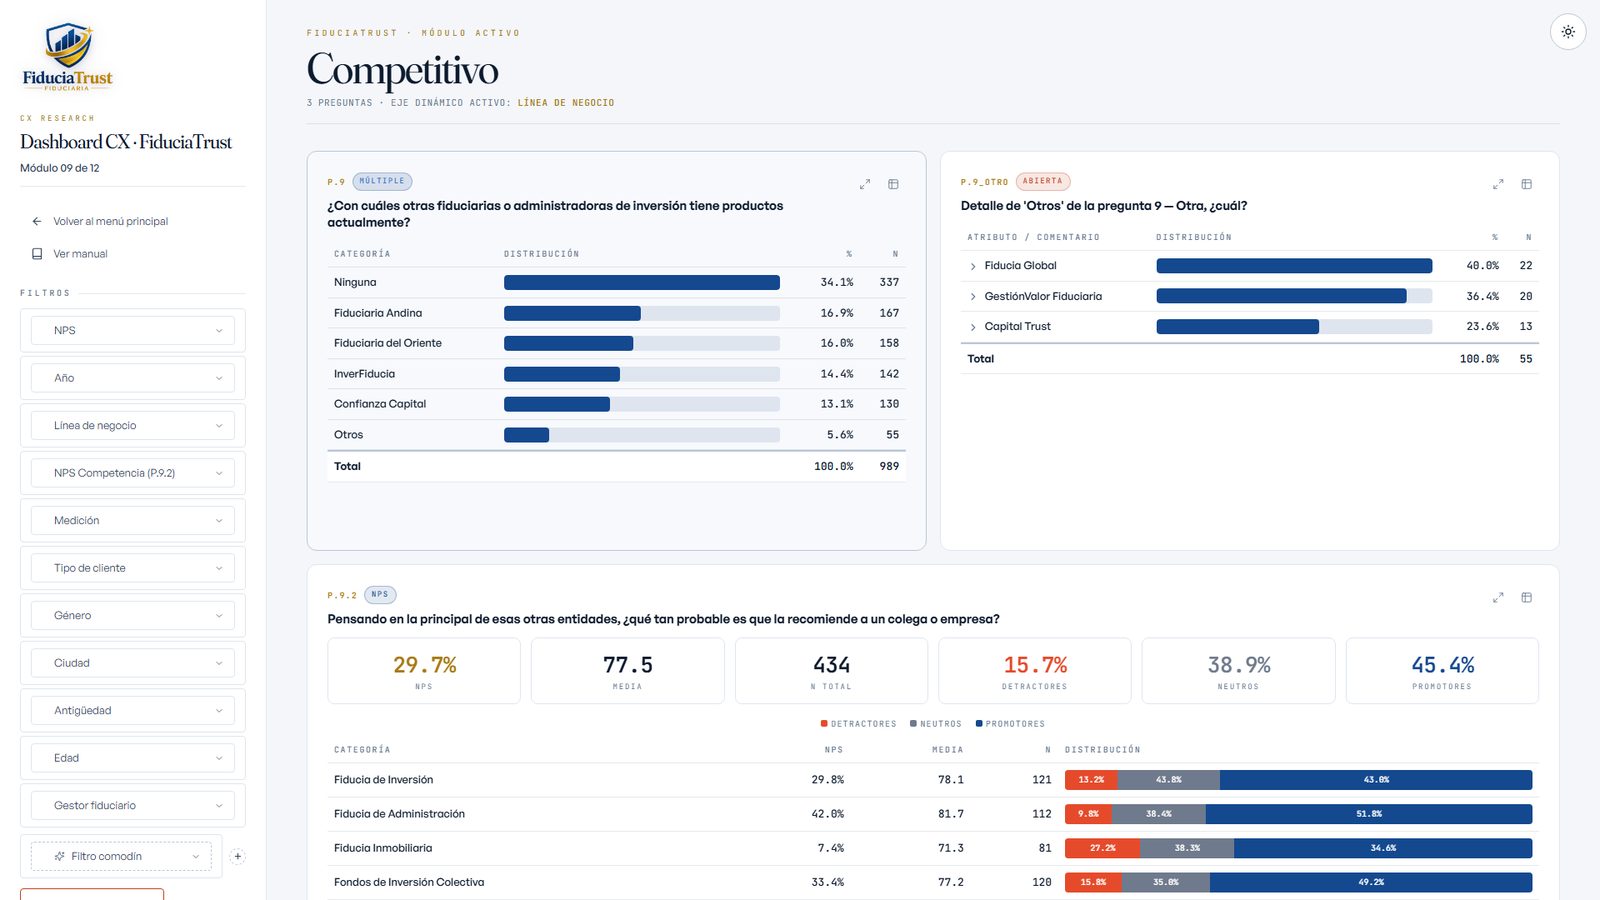 FiduciaTrust
FIDUCIARIA
CX RESEARCH
Dashboard CX · FiduciaTrust
Módulo 09 de 12
Volver al menú principal
Ver manual
FILTROS
NPS
Año
Línea de negocio
NPS Competencia (P.9.2)
Medición
Tipo de cliente
Género
Ciudad
Antigüedad
Edad
Gestor fiduciario
Filtro comodín
FIDUCIATRUST · MÓDULO ACTIVO
Competitivo
3 PREGUNTAS · EJE DINÁMICO ACTIVO: LÍNEA DE NEGOCIO
P.9 MÚLTIPLE
¿Con cuáles otras fiduciarias o administradoras de inversión tiene productos
actualmente?
CATEGORÍA DISTRIBUCIÓN % N
Ninguna 34.1% 337
Fiduciaria Andina 16.9% 167
Fiduciaria del Oriente 16.0% 158
InverFiducia 14.4% 142
Confianza Capital 13.1% 130
Otros 5.6% 55
Total 100.0% 989
P.9_OTRO ABIERTA
Detalle de 'Otros' de la pregunta 9 — Otra, ¿cuál?
ATRIBUTO / COMENTARIO DISTRIBUCIÓN % N
Fiducia Global 40.0% 22
GestiónValor Fiduciaria 36.4% 20
Capital Trust 23.6% 13
Total 100.0% 55
P.9.2 NPS
Pensando en la principal de esas otras entidades, ¿qué tan probable es que la recomiende a un colega o empresa?
29.7% 77.5 434 15.7% 38.9% 45.4%
NPS MEDIA N TOTAL DETRACTORES NEUTROS PROMOTORES
DETRACTORES NEUTROS PROMOTORES
CATEGORÍA NPS MEDIA N DISTRIBUCIÓN
Fiducia de Inversión 29.8% 78.1 121 13.2% 43.8% 43.0%
Fiducia de Administración 42.0% 81.7 112 9.8% 38.4% 51.8%
Fiducia Inmobiliaria 7.4% 71.3 81 27.2% 38.3% 34.6%
Fondos de Inversión Colectiva 33.4% 77.2 120 15.8% 35.0% 49.2%